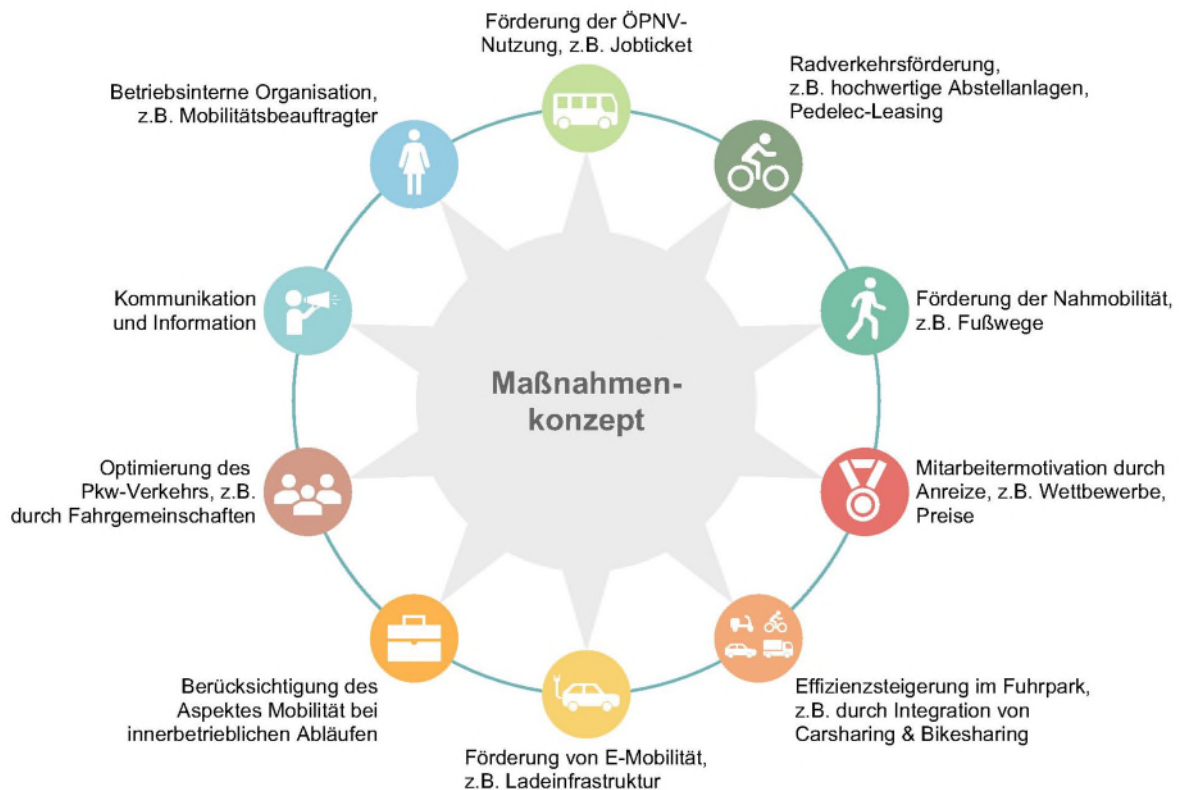 Förderung der ÖPNV-
Nutzung, z.B. Jobticket
Radverkehrsförderung,
z.B. hochwertige Abstellanlagen,
Pedelec-Leasing
Förderung der Nahmobilität,
z.B. Fußwege
Mitarbeitermotivation durch
Anreize, z.B. Wettbewerbe,
Preise
Effizienzsteigerung im Fuhrpark,
z.B. durch Integration von
Carsharing & Bikesharing
Förderung von E-Mobilität,
z.B. Ladeinfrastruktur
Berücksichtigung des
Aspektes Mobilität bei
innerbetrieblichen Abläufen
Optimierung des
Pkw-Verkehrs, z.B.
durch Fahrgemeinschaften
Kommunikation
und Information
Betriebsinterne Organisation,
z.B. Mobilitätsbeauftragter
Maßnahmen-
konzept